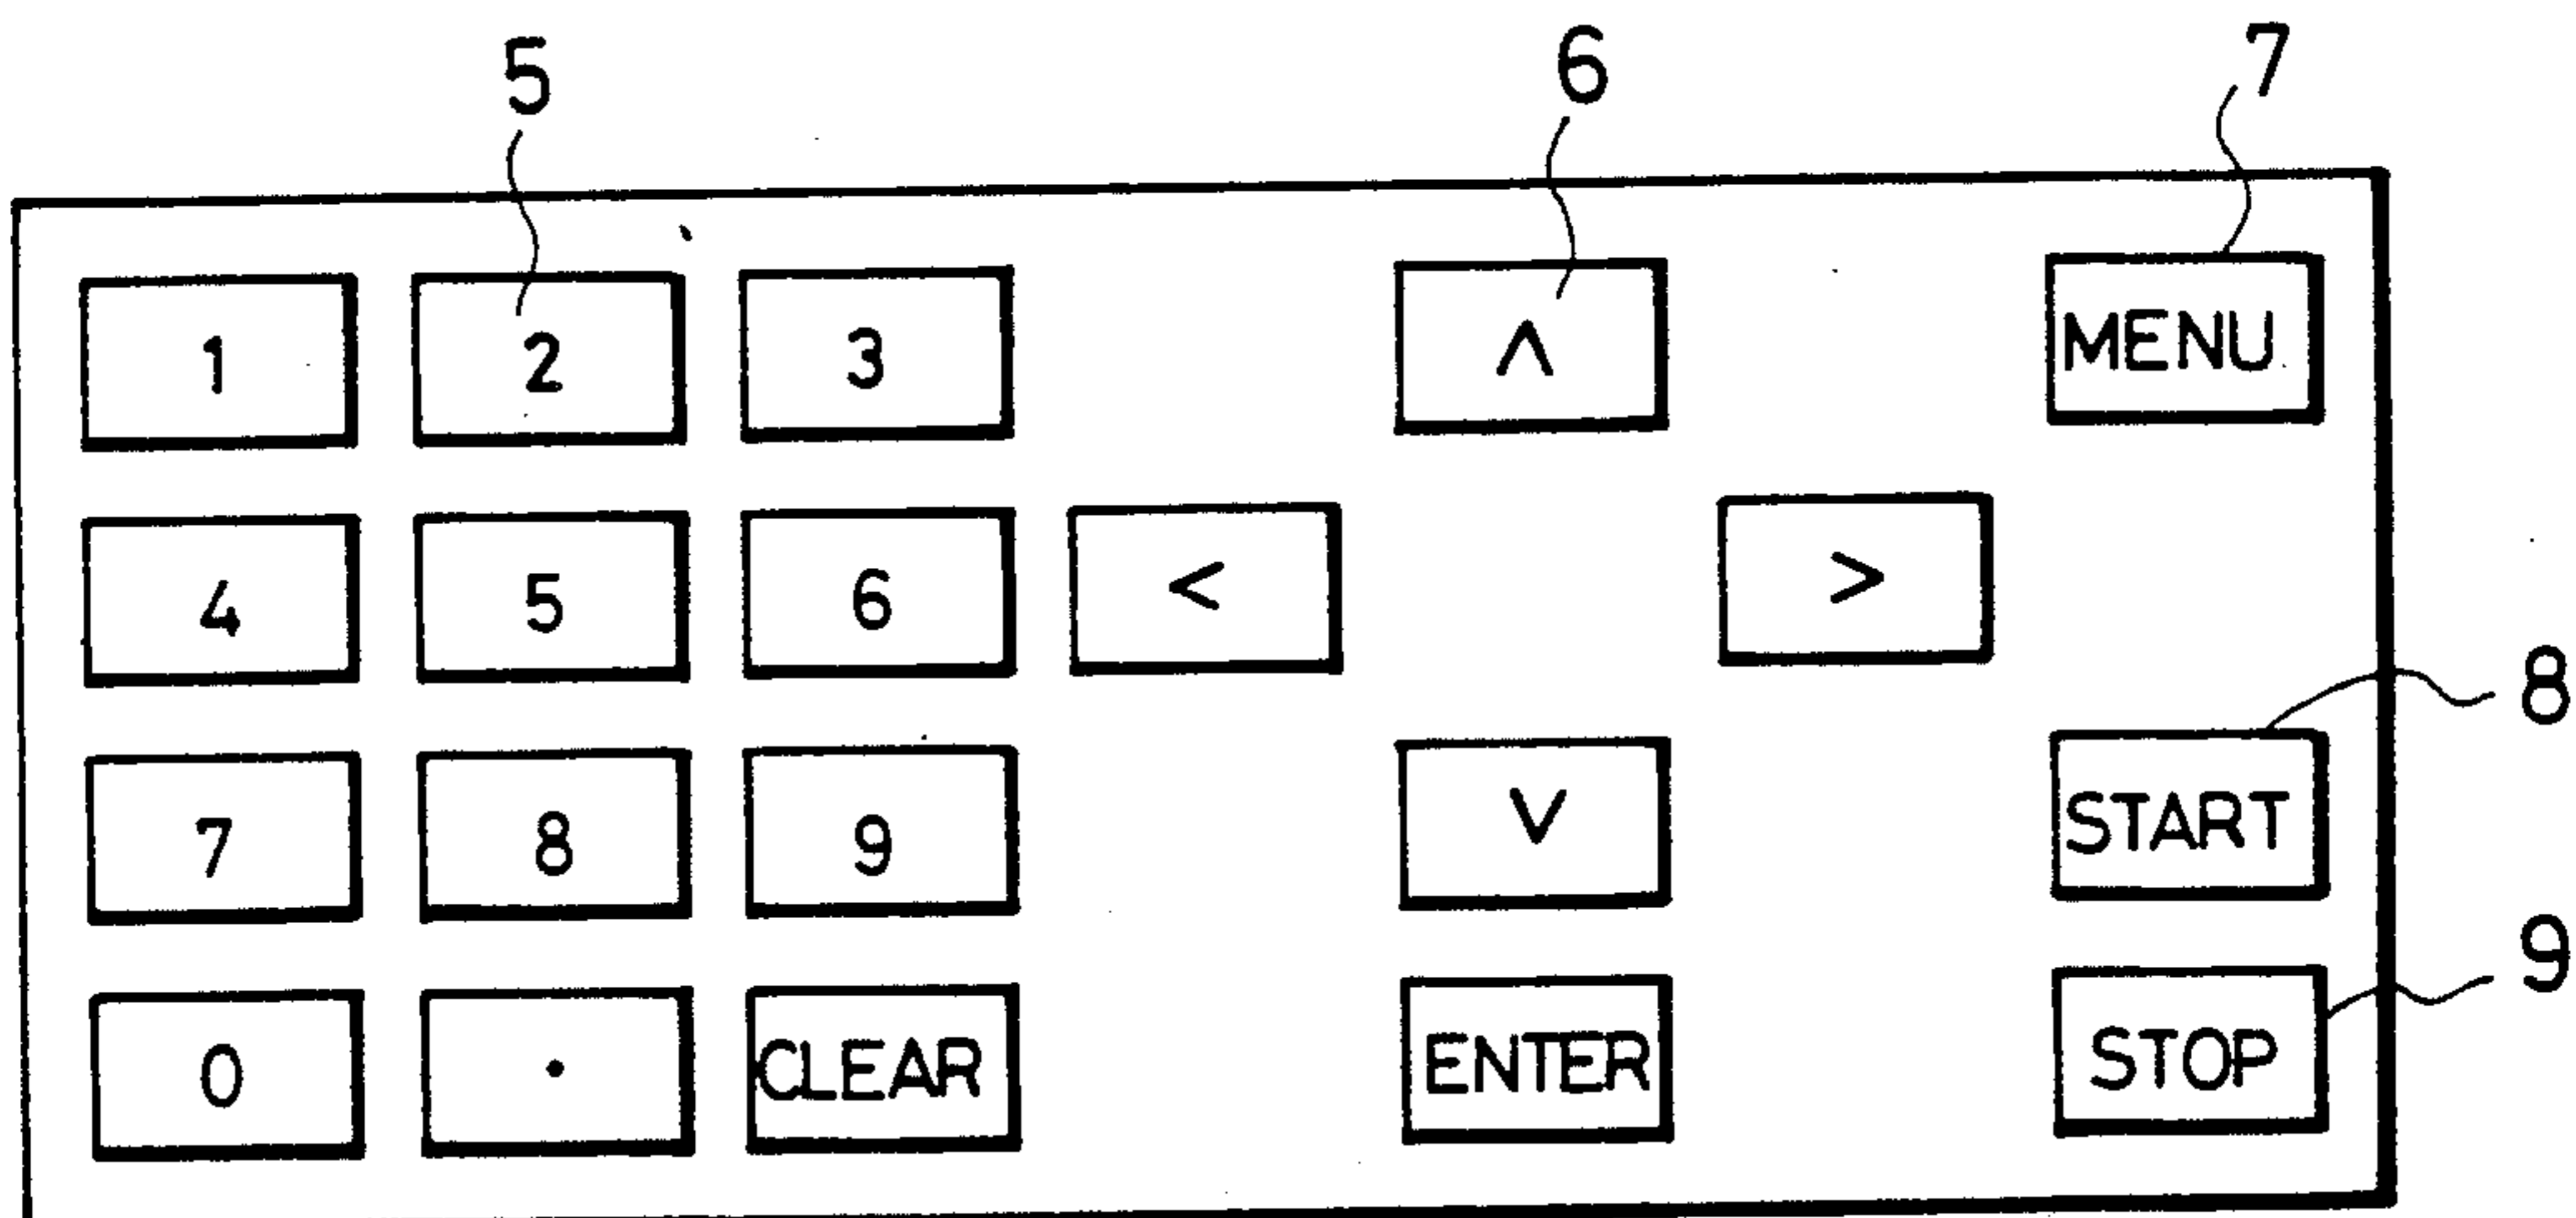 5 6 7
1 2 3 ∧ MENU
4 5 6 < >
8
7 8 9 ∨ START
9
0 . CLEAR ENTER STOP